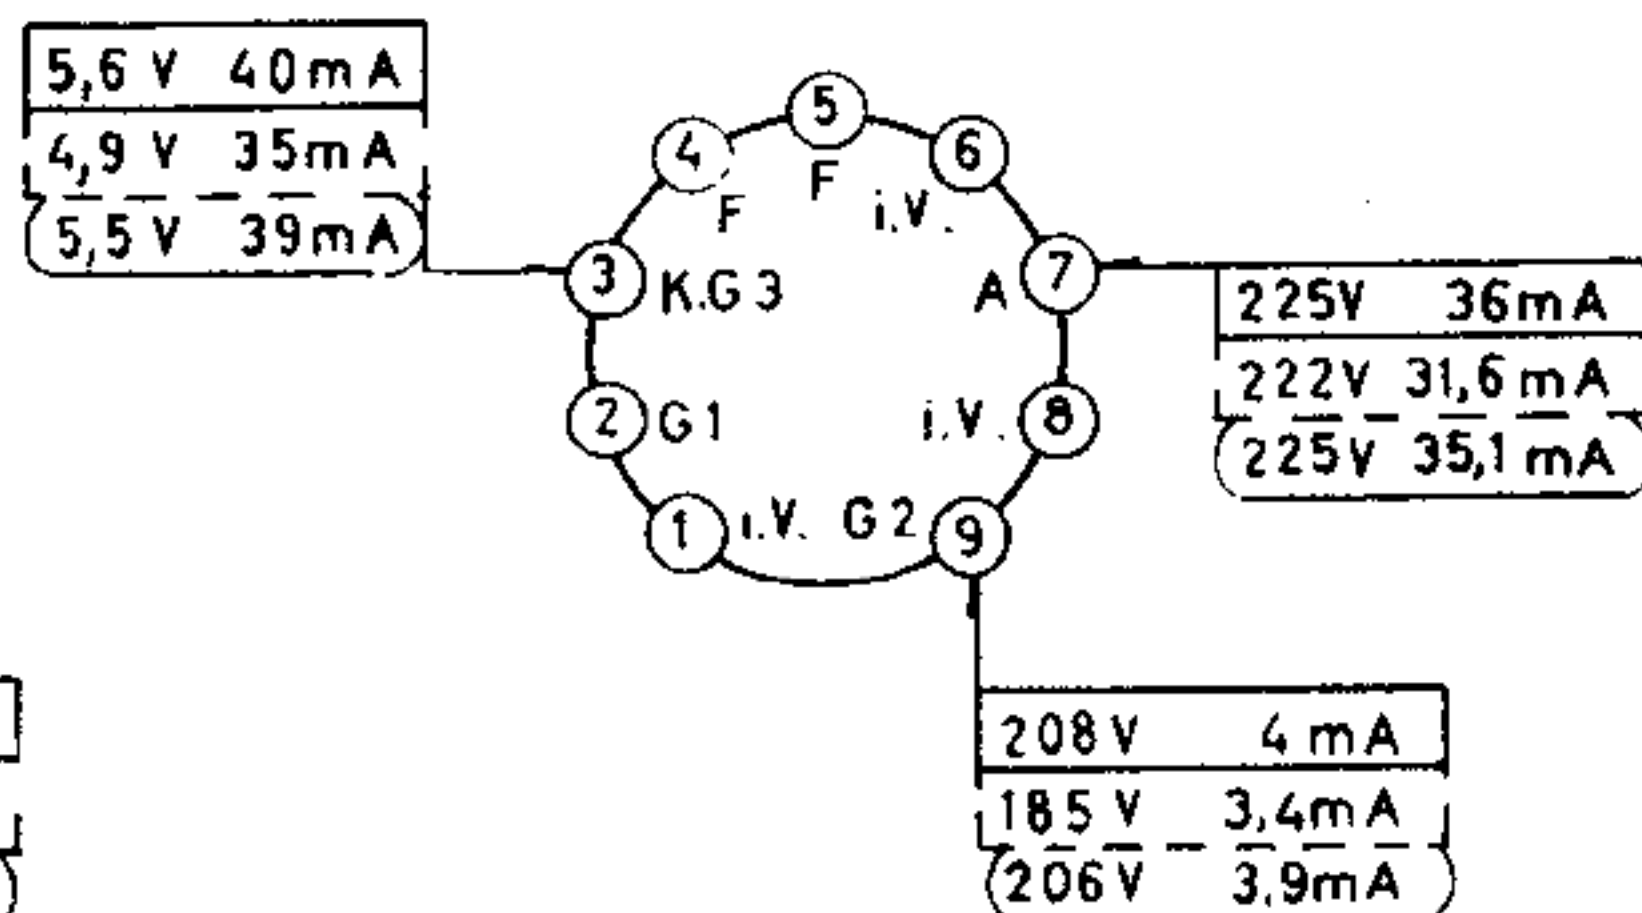 5,6 V 40mA
4,9 V 35mA
5,5 V 39mA
5
4
6
F
F
i.V.
3
K.G3
A
7
225V 36mA
222V 31,6mA
225V 35,1mA
2
G1
i.V.
8
1
i.V.
G2
9
208V 4mA
185V 3,4mA
206V 3,9mA